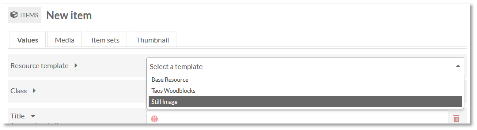 ITEMS New item
Values Media Item sets Thumbnail
Resource template Select a template
Base Resource
Taos Woodblocks
Class
Still Image
Title